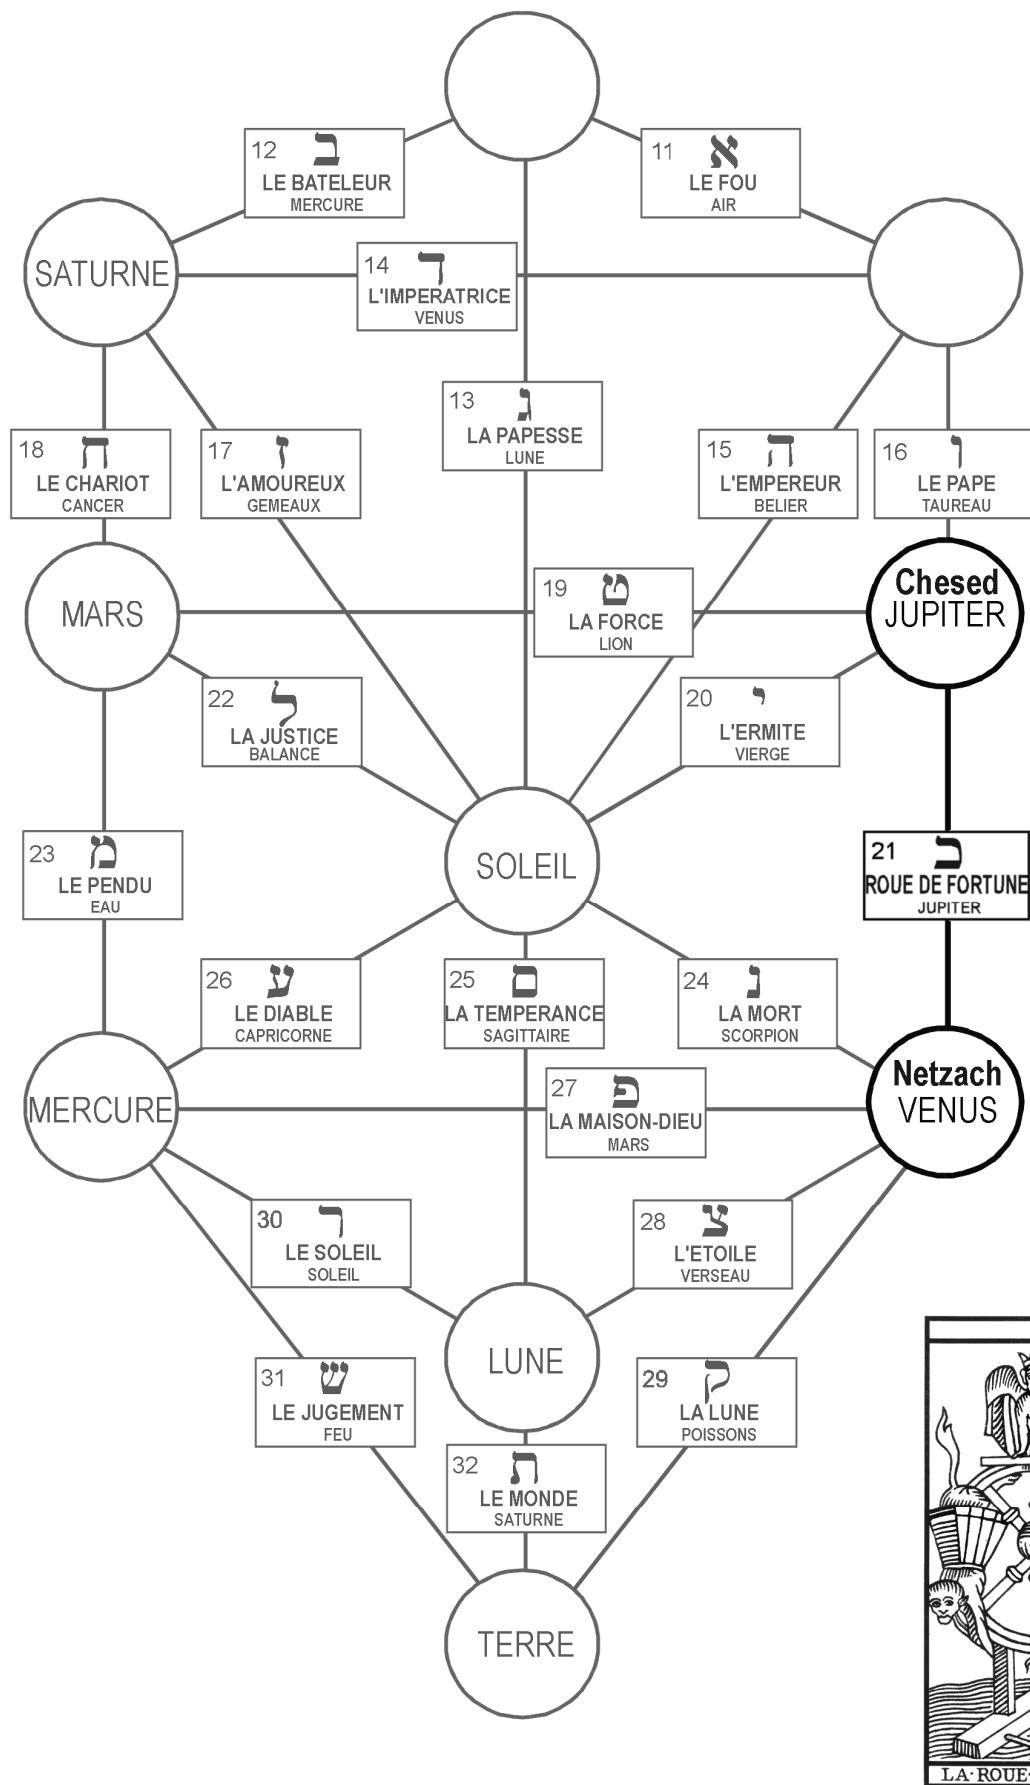 12 ב
LE BATELEUR
MERCURE
11 א
LE FOU
AIR
SATURNE
14 ד
L'IMPERATRICE
VENUS
13 ג
LA PAPESSE
LUNE
18 ח
LE CHARIOT
CANCER
17 ז
L'AMOUREUX
GEMEAUX
15 ה
L'EMPEREUR
BELIER
16 ו
LE PAPE
TAUREAU
MARS
19 ט
LA FORCE
LION
Chesed
JUPITER
22 ל
LA JUSTICE
BALANCE
20 י
L'ERMITE
VIERGE
23 מ
LE PENDU
EAU
SOLEIL
21 כ
ROUE DE FORTUNE
JUPITER
26 ע
LE DIABLE
CAPRICORNE
25 ם
LA TEMPERANCE
SAGITTAIRE
24 נ
LA MORT
SCORPION
MERCURE
27 פ
LA MAISON-DIEU
MARS
Netzach
VENUS
30 ר
LE SOLEIL
SOLEIL
28 צ
L'ETOILE
VERSEAU
LUNE
31 ש
LE JUGEMENT
FEU
29 ק
LA LUNE
POISSONS
32 ת
LE MONDE
SATURNE
TERRE
LA·ROUE·